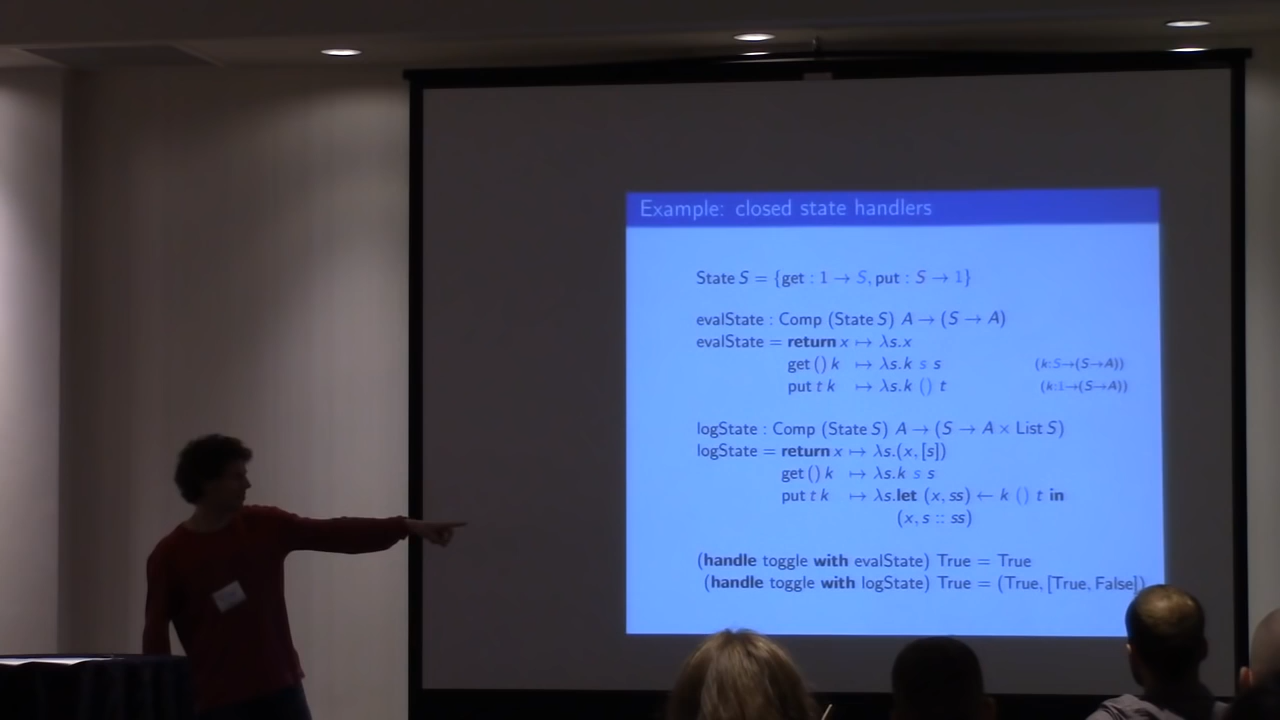 Example: closed state handlers
State S = {get : 1 → S, put : S → 1}
evalState : Comp (State S) A → (S → A)
evalState = return x ↦ λs.x
get () k ↦ λs.k s s (k:S→(S→A))
put t k ↦ λs.k () t (k:1→(S→A))
logState : Comp (State S) A → (S → A × List S)
logState = return x ↦ λs.(x, [s])
get () k ↦ λs.k s s
put t k ↦ λs.let (x, ss) ← k () t in
(x, s :: ss)
(handle toggle with evalState) True = True
(handle toggle with logState) True = (True, [True, False])